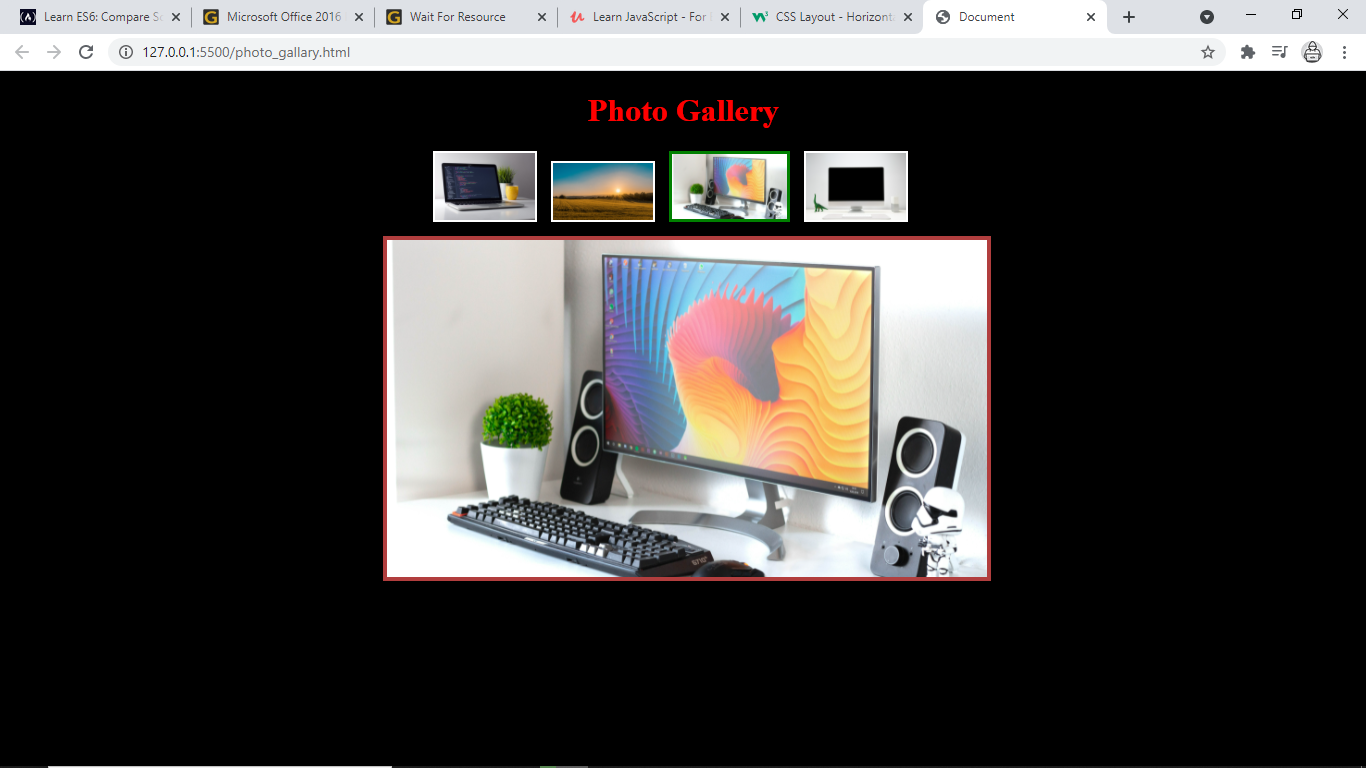 Learn ES6: Compare Sc
Microsoft Office 2016
Wait For Resource
Learn JavaScript - For
CSS Layout - Horizonta
Document
127.0.0.1:5500/photo_gallary.html
Photo Gallery